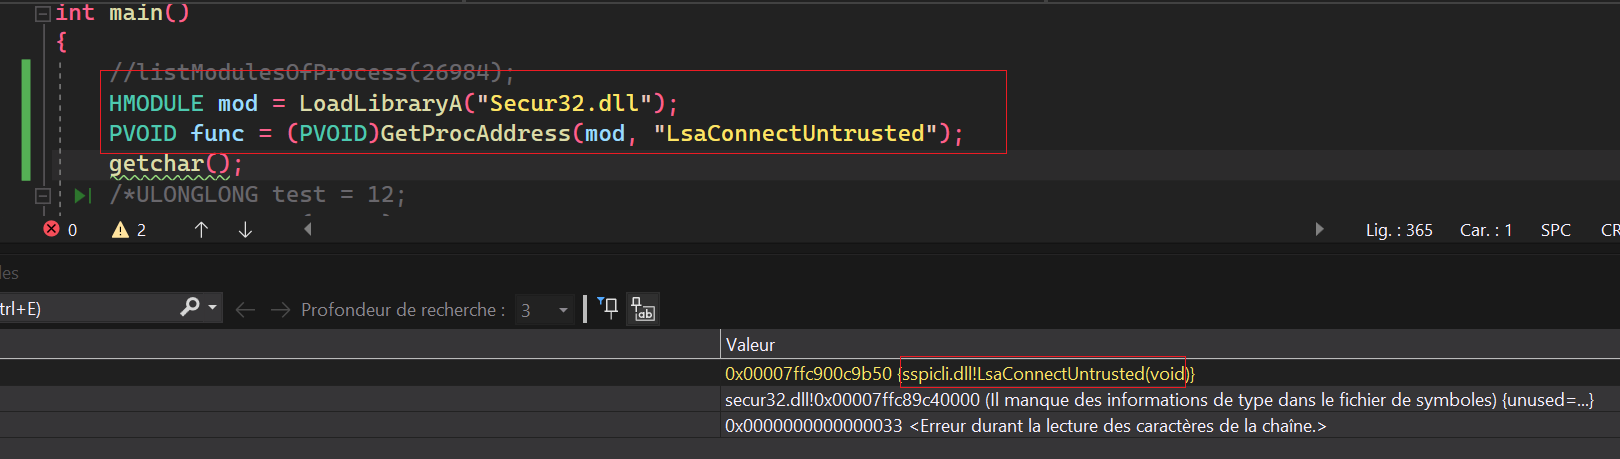 int main()
{
//listModulesOfProcess(26984);
HMODULE mod = LoadLibraryA("Secur32.dll");
PVOID func = (PVOID)GetProcAddress(mod, "LsaConnectUntrusted");
getchar();
/*ULONGLONG test = 12;
0 2 Lig. : 365 Car. : 1 SPC CR
les
trl+E) Profondeur de recherche : 3
Valeur
0x00007ffc900c9b50 {sspicli.dll!LsaConnectUntrusted(void)}
secur32.dll!0x00007ffc89c40000 (Il manque des informations de type dans le fichier de symboles) {unused=...}
0x0000000000000033 <Erreur durant la lecture des caractères de la chaîne.>